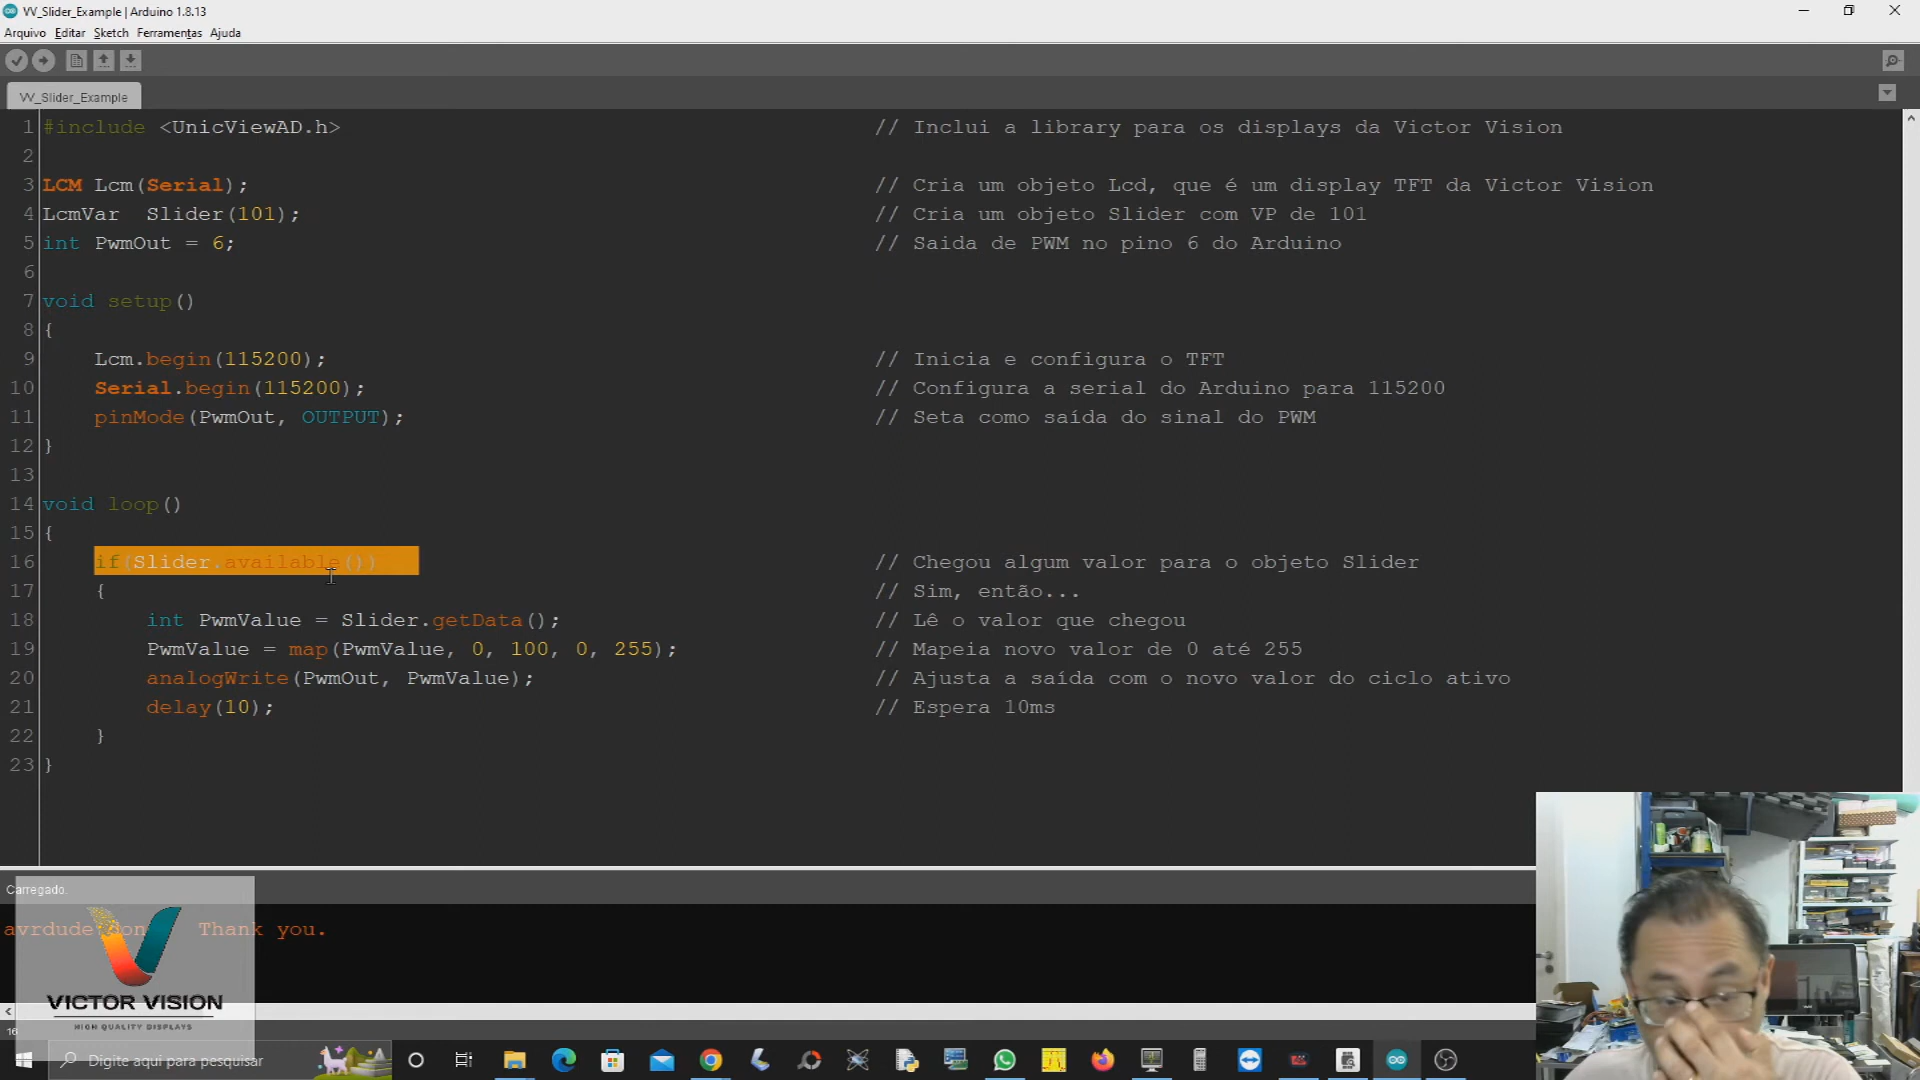 VV_Slider_Example | Arduino 1.8.13
Arquivo Editar Sketch Ferramentas Ajuda
VV_Slider_Example
1 #include <UnicViewAD.h> // Inclui a library para os displays da Victor Vision
2
3 LCM Lcm(Serial); // Cria um objeto Lcd, que é um display TFT da Victor Vision
4 LcmVar Slider(101); // Cria um objeto Slider com VP de 101
5 int PwmOut = 6; // Saida de PWM no pino 6 do Arduino
6
7 void setup()
8 {
9 Lcm.begin(115200); // Inicia e configura o TFT
10 Serial.begin(115200); // Configura a serial do Arduino para 115200
11 pinMode(PwmOut, OUTPUT); // Seta como saída do sinal do PWM
12 }
13
14 void loop()
15 {
16 if(Slider.available()) // Chegou algum valor para o objeto Slider
17 { // Sim, então...
18 int PwmValue = Slider.getData(); // Lê o valor que chegou
19 PwmValue = map(PwmValue, 0, 100, 0, 255); // Mapeia novo valor de 0 até 255
20 analogWrite(PwmOut, PwmValue); // Ajusta a saída com o novo valor do ciclo ativo
21 delay(10); // Espera 10ms
22 }
23 }
Carregado.
avrdude don Thank you.
VICTOR VISION
HIGH QUALITY DISPLAYS
16
Digite aqui para pesquisar